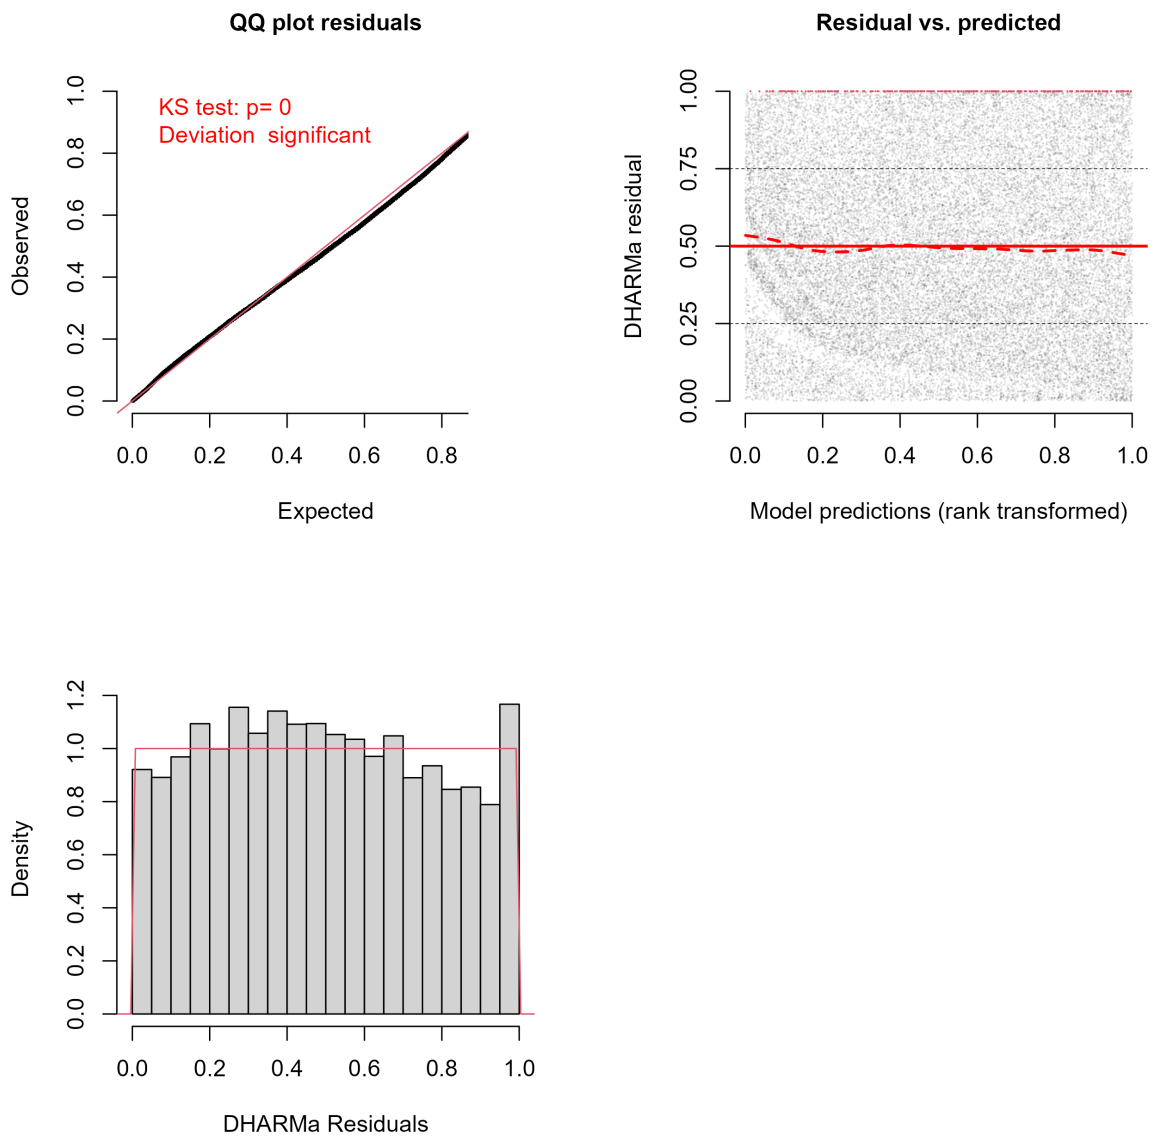 QQ plot residuals
KS test: p= 0
Deviation  significant
Observed
0.0 0.2 0.4 0.6 0.8 1.0
0.0 0.2 0.4 0.6 0.8
Expected
Residual vs. predicted
DHARMa residual
0.00 0.25 0.50 0.75 1.00
0.0 0.2 0.4 0.6 0.8 1.0
Model predictions (rank transformed)
Density
0.0 0.2 0.4 0.6 0.8 1.0 1.2
0.0 0.2 0.4 0.6 0.8 1.0
DHARMa Residuals